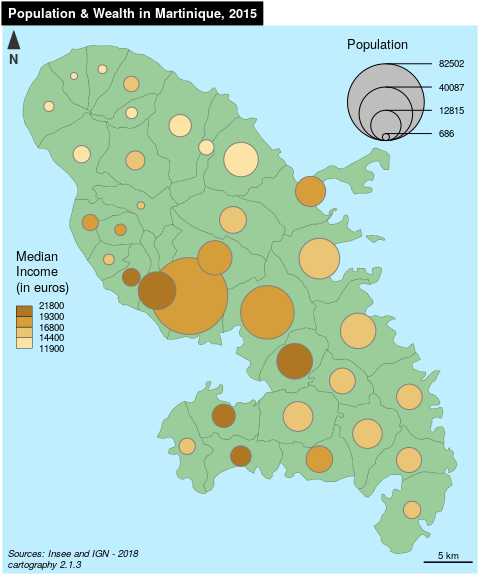 Population & Wealth in Martinique, 2015
N
Population
82502
40087
12815
686
Median
Income
(in euros)
21800
19300
16800
14400
11900
Sources: Insee and IGN - 2018
cartography 2.1.3
5 km